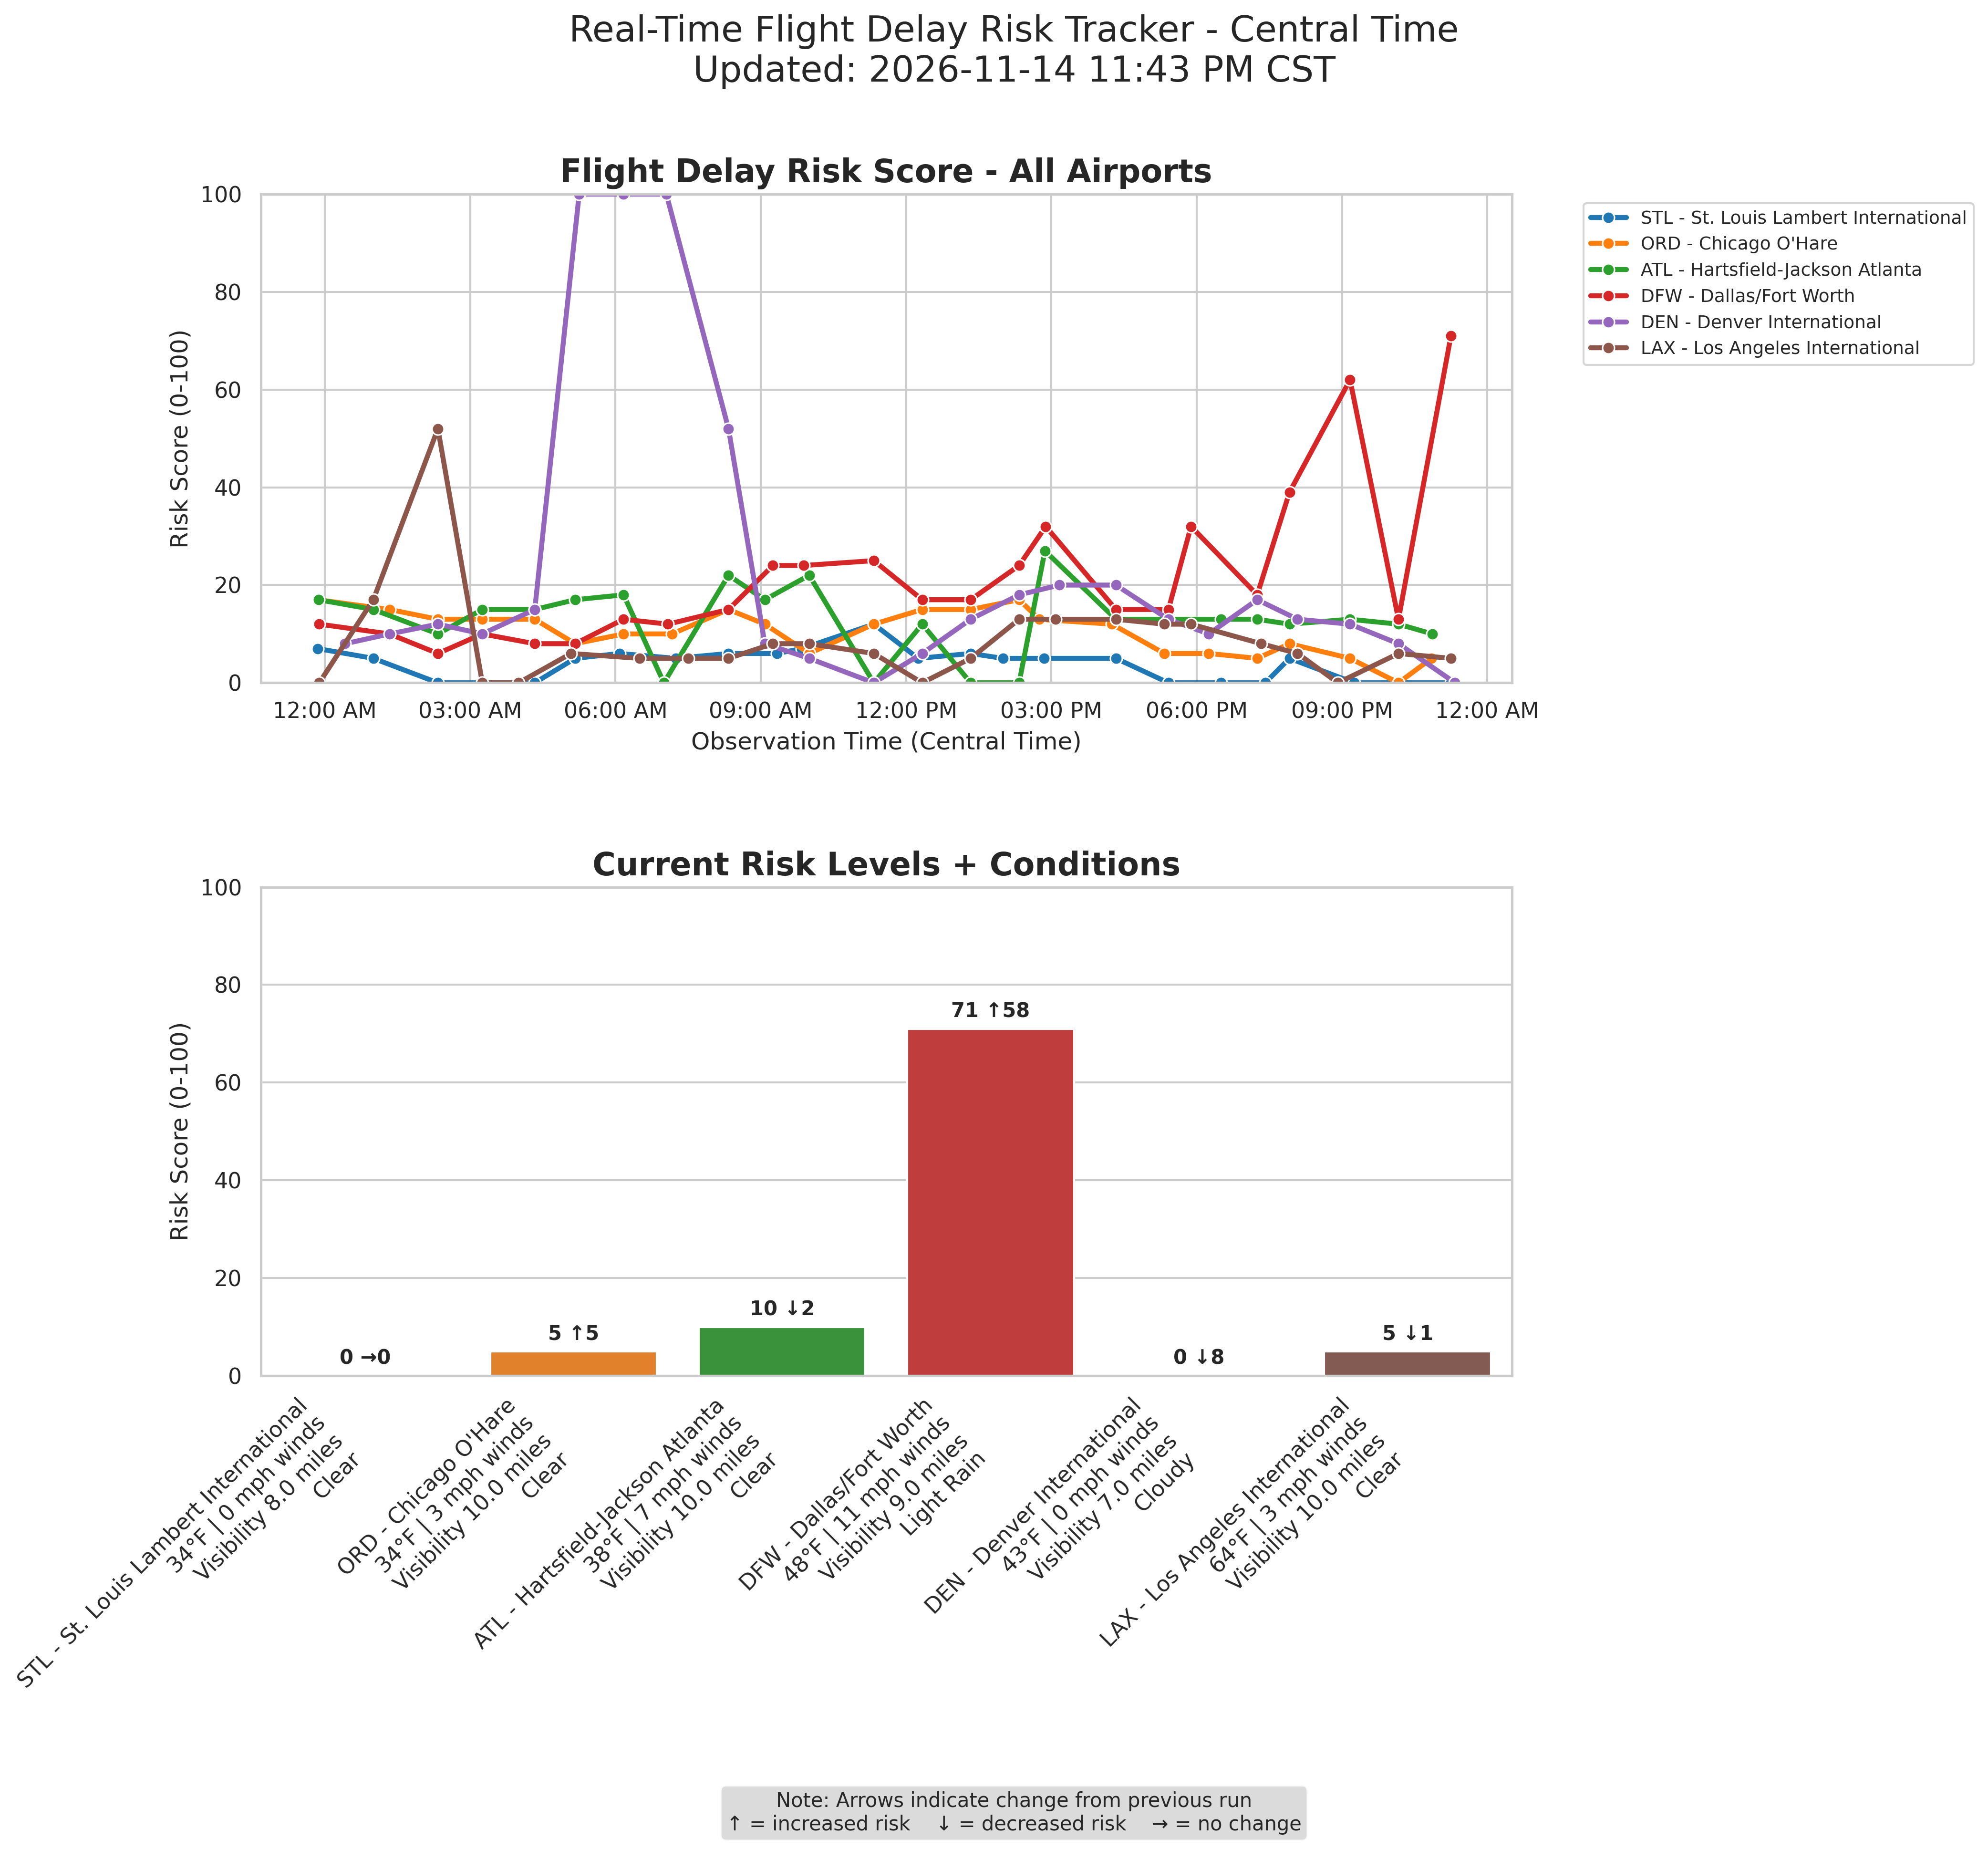 Real-Time Flight Delay Risk Tracker - Central Time
Updated: 2026-11-14 11:43 PM CST
Flight Delay Risk Score - All Airports
100
80
60
40
20
0
Risk Score (0-100)
12:00 AM 03:00 AM 06:00 AM 09:00 AM 12:00 PM 03:00 PM 06:00 PM 09:00 PM 12:00 AM
Observation Time (Central Time)
STL - St. Louis Lambert International
ORD - Chicago O'Hare
ATL - Hartsfield-Jackson Atlanta
DFW - Dallas/Fort Worth
DEN - Denver International
LAX - Los Angeles International
Current Risk Levels + Conditions
100
80
60
40
20
0
Risk Score (0-100)
0 →0
5 ↑5
10 ↓2
71 ↑58
0 ↓8
5 ↓1
STL - St. Louis Lambert International
34°F | 0 mph winds
Visibility 8.0 miles
Clear
ORD - Chicago O'Hare
34°F | 3 mph winds
Visibility 10.0 miles
Clear
ATL - Hartsfield-Jackson Atlanta
38°F | 7 mph winds
Visibility 10.0 miles
Clear
DFW - Dallas/Fort Worth
48°F | 11 mph winds
Visibility 9.0 miles
Light Rain
DEN - Denver International
43°F | 0 mph winds
Visibility 7.0 miles
Cloudy
LAX - Los Angeles International
64°F | 3 mph winds
Visibility 10.0 miles
Clear
Note: Arrows indicate change from previous run
↑ = increased risk ↓ = decreased risk → = no change